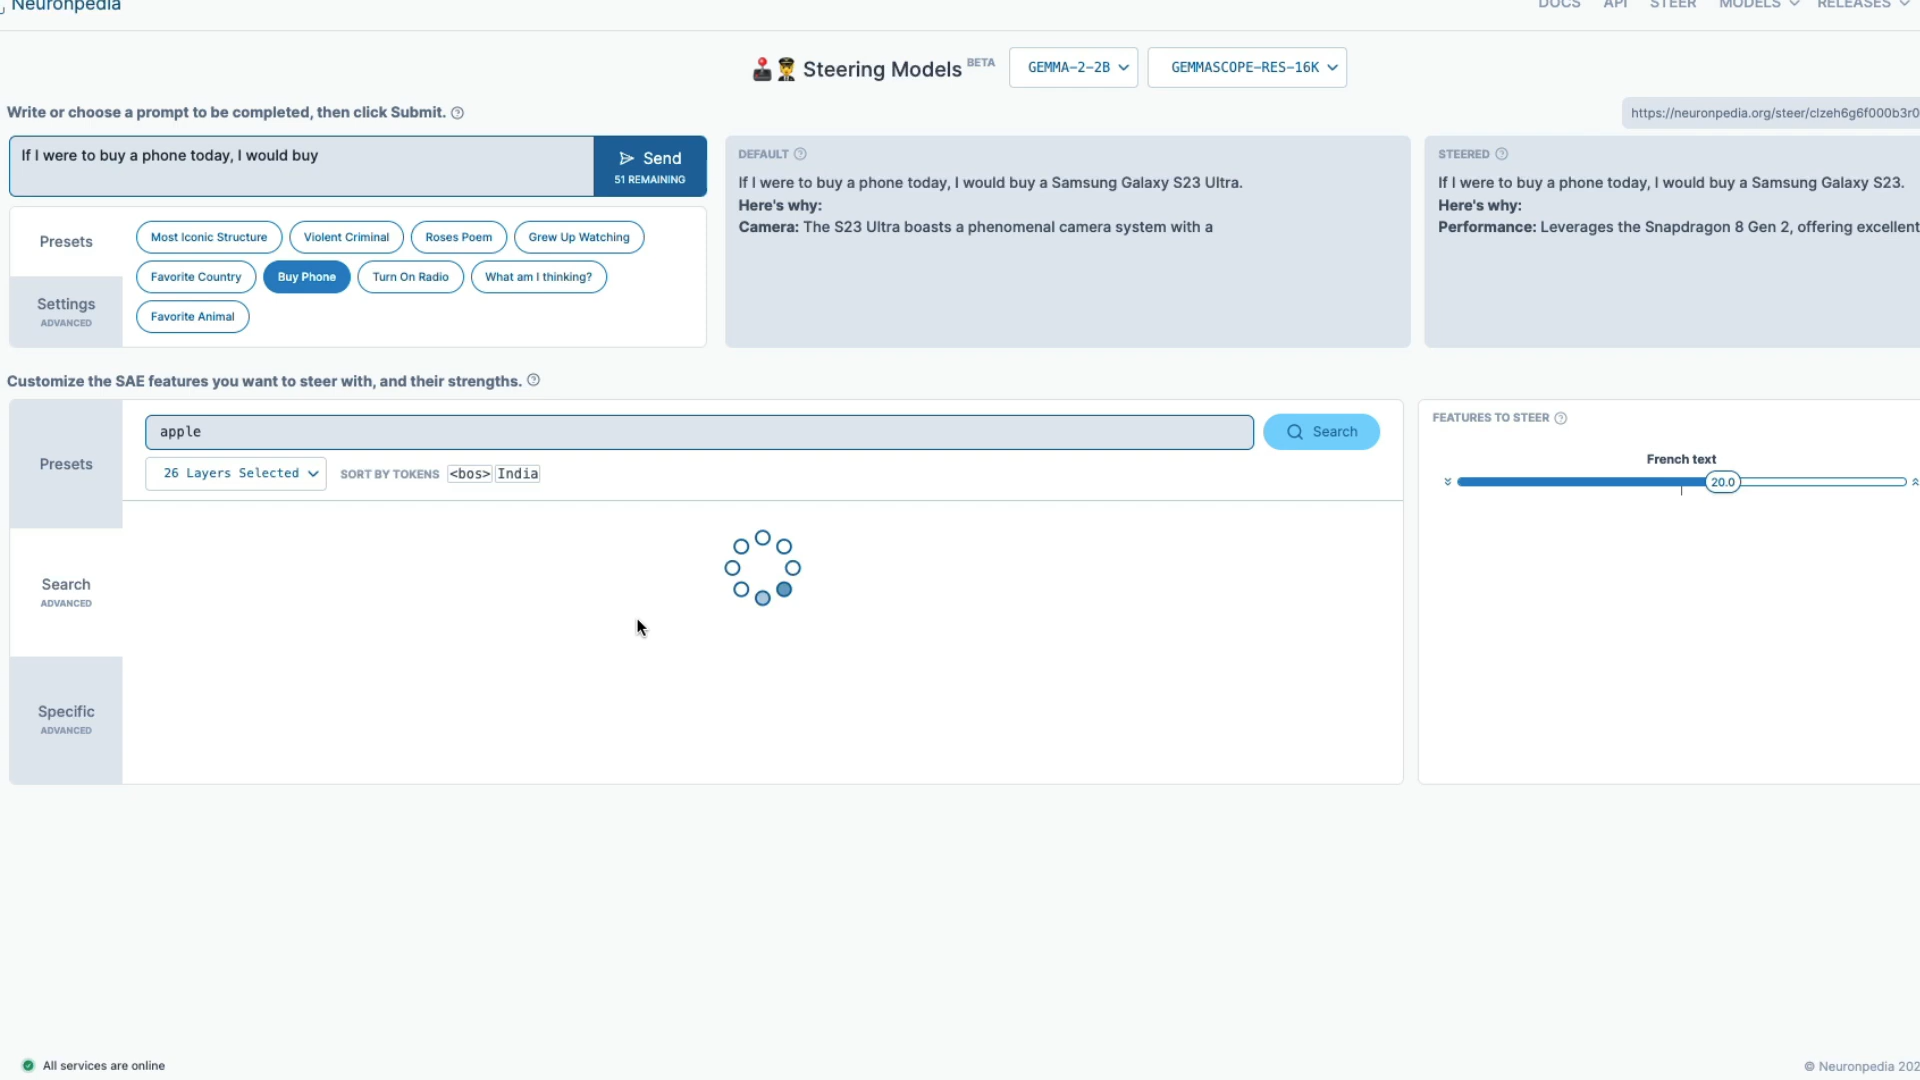 Neuronpedia
DOCS API STEER MODELS RELEASES
Steering Models BETA GEMMA-2-2B GEMMASCOPE-RES-16K
Write or choose a prompt to be completed, then click Submit.
https://neuronpedia.org/steer/clzeh6g6f000b3r0
If I were to buy a phone today, I would buy
Send
51 REMAINING
Presets
Most Iconic Structure Violent Criminal Roses Poem Grew Up Watching
Favorite Country Buy Phone Turn On Radio What am I thinking?
Favorite Animal
Settings
ADVANCED
DEFAULT
If I were to buy a phone today, I would buy a Samsung Galaxy S23 Ultra.
Here's why:
Camera: The S23 Ultra boasts a phenomenal camera system with a
STEERED
If I were to buy a phone today, I would buy a Samsung Galaxy S23.
Here's why:
Performance: Leverages the Snapdragon 8 Gen 2, offering excellent
Customize the SAE features you want to steer with, and their strengths.
Presets
Search
ADVANCED
Specific
ADVANCED
apple
Search
26 Layers Selected SORT BY TOKENS <bos> India
FEATURES TO STEER
French text
20.0
All services are online
© Neuronpedia 202